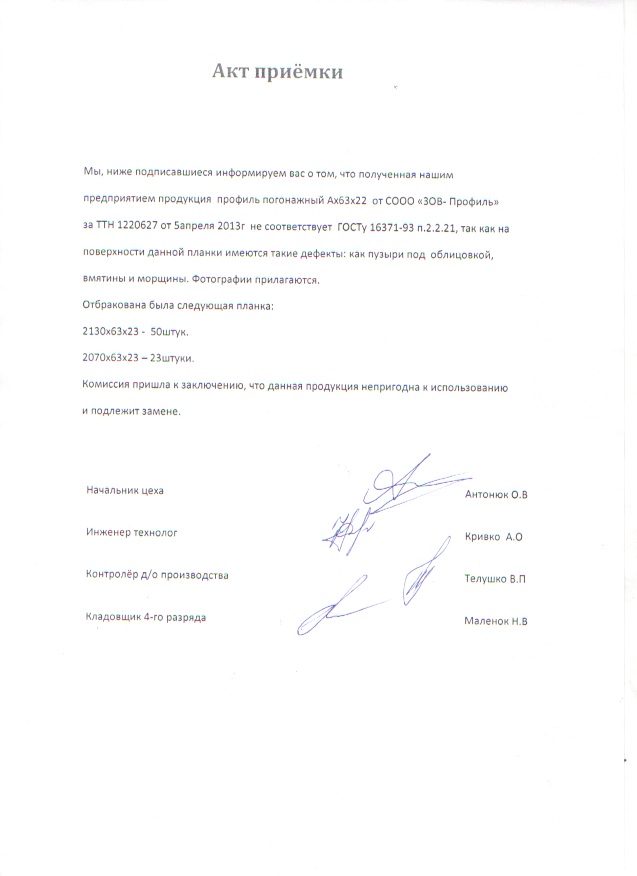 Акт приёмки
Мы, ниже подписавшиеся информируем вас о том, что полученная нашим
предприятием продукция профиль погонажный Ах63х22 от СООО «ЗОВ- Профиль»
за ТТН 1220627 от 5апреля 2013г не соответствует ГОСТу 16371-93 п.2.2.21, так как на
поверхности данной планки имеются такие дефекты: как пузыри под облицовкой,
вмятины и морщины. Фотографии прилагаются.
Отбракована была следующая планка:
2130х63х23 - 50штук.
2070х63х23 – 23штуки.
Комиссия пришла к заключению, что данная продукция непригодна к использованию
и подлежит замене.
Начальник цеха Антонюк О.В
Инженер технолог Кривко А.О
Контролёр д/о производства Телушко В.П
Кладовщик 4-го разряда Маленок Н.В